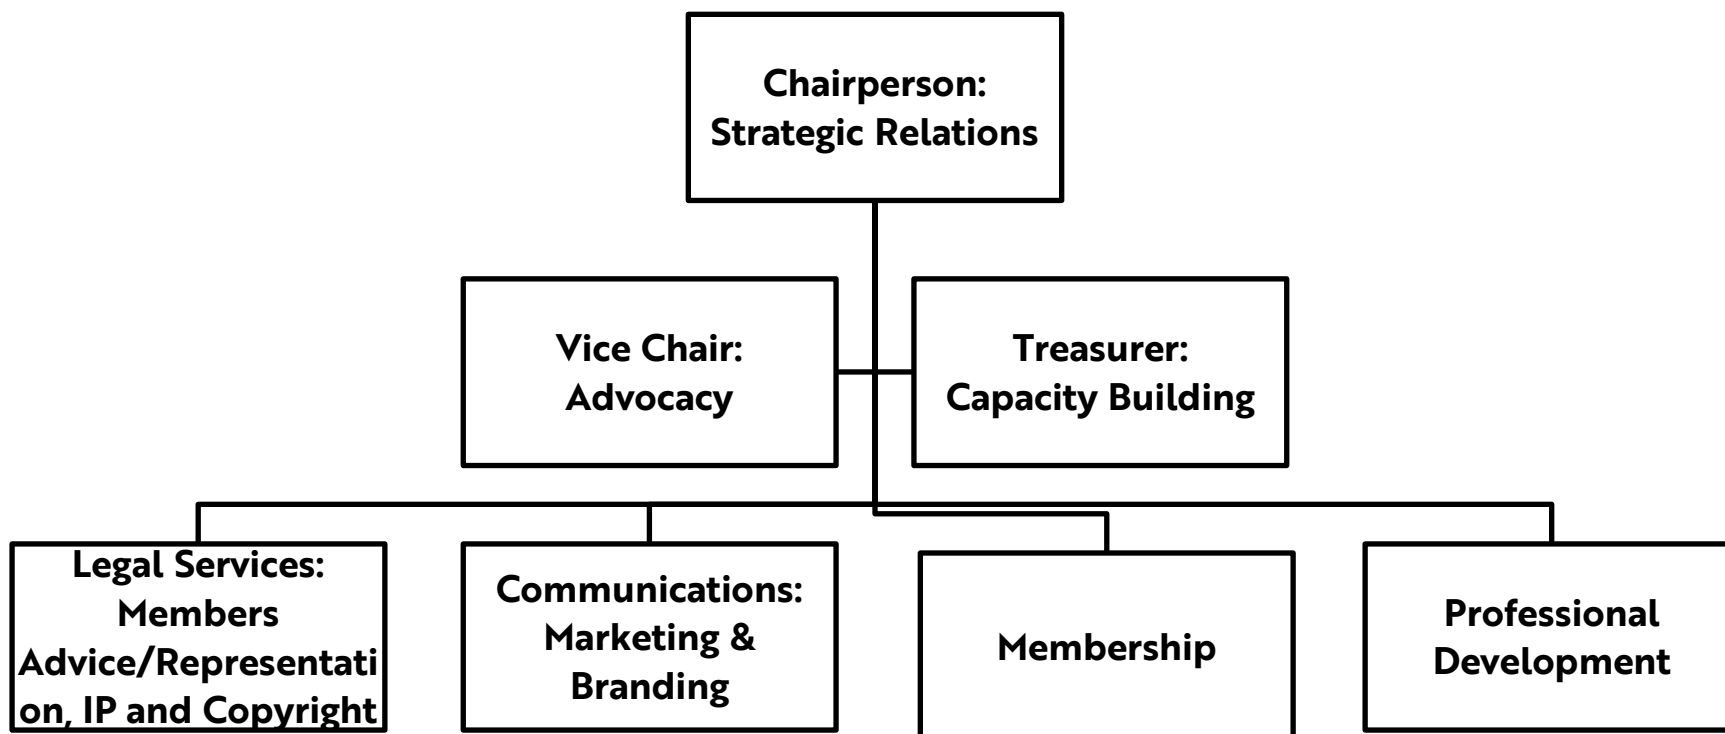 Chairperson:
Strategic Relations
Vice Chair:
Advocacy
Treasurer:
Capacity Building
Legal Services:
Members
Advice/Representati
on, IP and Copyright
Communications:
Marketing &
Branding
Membership
Professional
Development